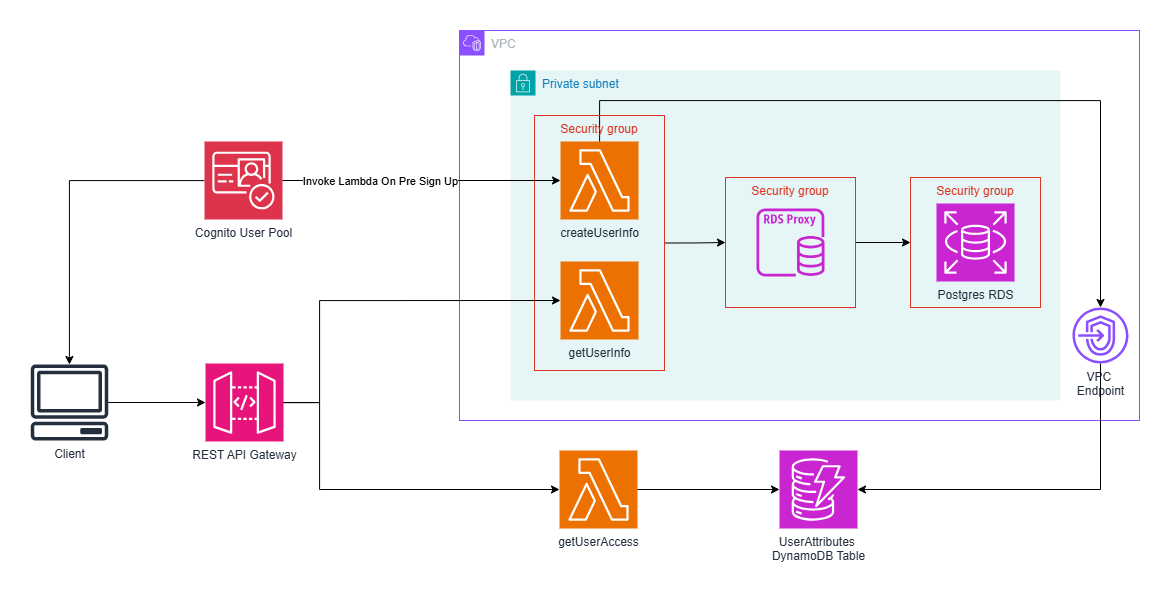 VPC
Private subnet
Security group
createUserInfo
getUserInfo
Security group
RDS Proxy
Security group
Postgres RDS
Invoke Lambda On Pre Sign Up
Cognito User Pool
VPC
Endpoint
Client
REST API Gateway
getUserAccess
UserAttributes
DynamoDB Table